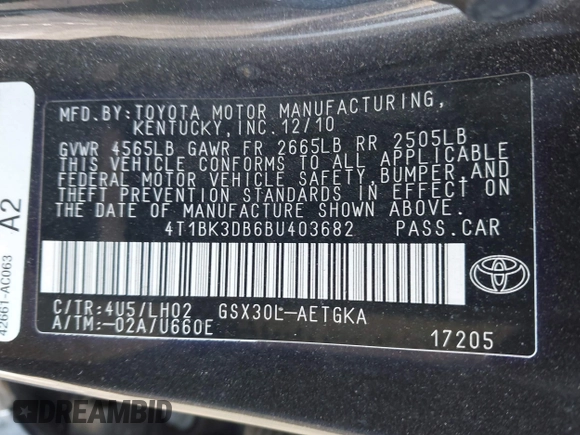 MFD.BY:TOYOTA MOTOR MANUFACTURING,
KENTUCKY,INC.12/10
GVWR 4565LB GAWR FR 2665LB RR 2505LB
THIS VEHICLE CONFORMS TO ALL APPLICABLE
FEDERAL MOTOR VEHICLE SAFETY,BUMPER,AND
THEFT PREVENTION STANDARDS IN EFFECT ON
THE DATE OF MANUFACTURE SHOWN ABOVE.
4T1BK3DB6BU403682 PASS.CAR
C/TR:4U5/LH02 GSX30L-AETGKA
A/TM:-02A/U660E
17205
TOYOTA
A2
42661-AC063
DREAMBID